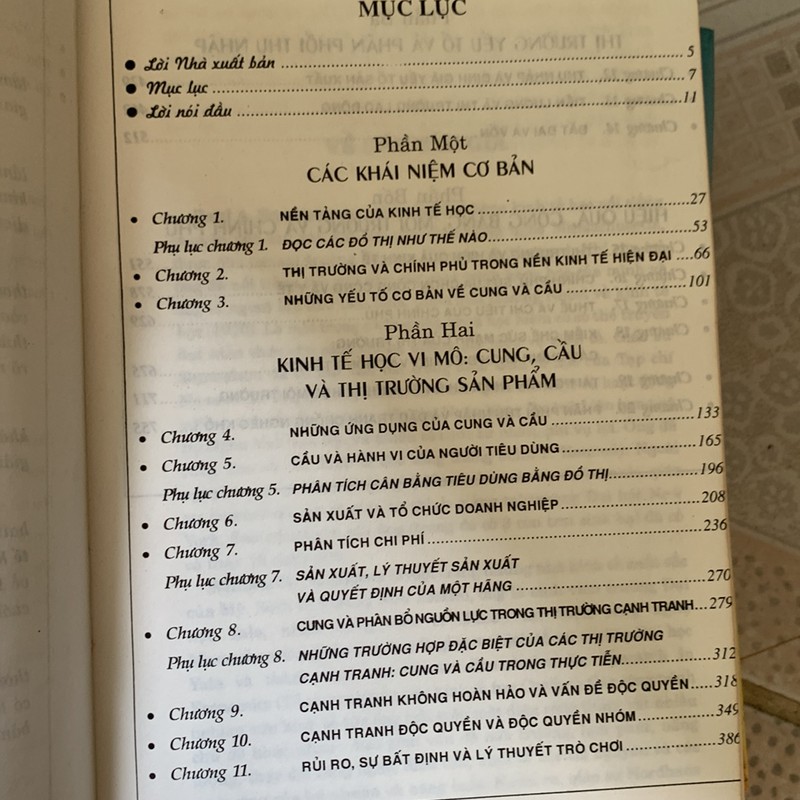 MỤC LỤC
● Lời Nhà xuất bản ........ 5
● Mục lục ........ 7
● Lời nói đầu ........ 11
Phần Một
CÁC KHÁI NIỆM CƠ BẢN
• Chương 1. NỀN TẢNG CỦA KINH TẾ HỌC ........ 27
Phụ lục chương 1. ĐỌC CÁC ĐỒ THỊ NHƯ THẾ NÀO ........ 53
• Chương 2. THỊ TRƯỜNG VÀ CHÍNH PHỦ TRONG NỀN KINH TẾ HIỆN ĐẠI .... 66
• Chương 3. NHỮNG YẾU TỐ CƠ BẢN VỀ CUNG VÀ CẦU ........ 101
Phần Hai
KINH TẾ HỌC VI MÔ: CUNG, CẦU
VÀ THỊ TRƯỜNG SẢN PHẨM
• Chương 4. NHỮNG ỨNG DỤNG CỦA CUNG VÀ CẦU ........ 133
• Chương 5. CẦU VÀ HÀNH VI CỦA NGƯỜI TIÊU DÙNG ........ 165
Phụ lục chương 5. PHÂN TÍCH CÂN BẰNG TIÊU DÙNG BẰNG ĐỒ THỊ ........ 196
• Chương 6. SẢN XUẤT VÀ TỔ CHỨC DOANH NGHIỆP ........ 208
• Chương 7. PHÂN TÍCH CHI PHÍ ........ 236
Phụ lục chương 7. SẢN XUẤT, LÝ THUYẾT SẢN XUẤT
VÀ QUYẾT ĐỊNH CỦA MỘT HÃNG ........ 270
• Chương 8. CUNG VÀ PHÂN BỔ NGUỒN LỰC TRONG THỊ TRƯỜNG CẠNH TRANH ... 279
Phụ lục chương 8. NHỮNG TRƯỜNG HỢP ĐẶC BIỆT CỦA CÁC THỊ TRƯỜNG
CẠNH TRANH: CUNG VÀ CẦU TRONG THỰC TIỄN ........ 312
• Chương 9. CẠNH TRANH KHÔNG HOÀN HẢO VÀ VẤN ĐỀ ĐỘC QUYỀN ..... 318
• Chương 10. CẠNH TRANH ĐỘC QUYỀN VÀ ĐỘC QUYỀN NHÓM ........ 349
• Chương 11. RỦI RO, SỰ BẤT ĐỊNH VÀ LÝ THUYẾT TRÒ CHƠI ........ 386